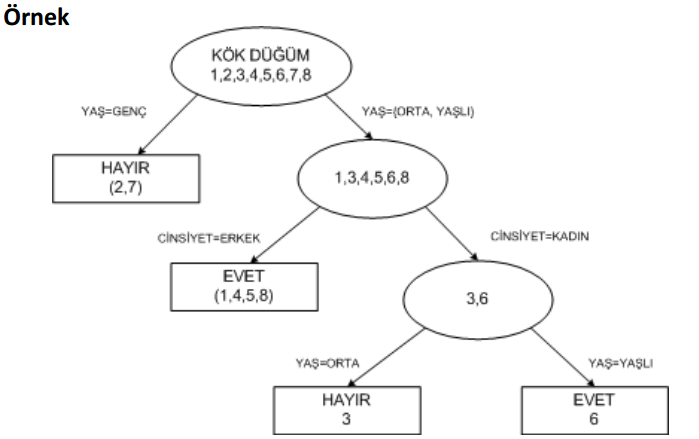 Örnek
KÖK DÜĞÜM
1,2,3,4,5,6,7,8
YAŞ=GENÇ
YAŞ={ORTA, YAŞLI)
HAYIR
(2,7)
1,3,4,5,6,8
CİNSİYET=ERKEK
CİNSİYET=KADIN
EVET
(1,4,5,8)
3,6
YAŞ=ORTA
YAŞ=YAŞLI
HAYIR
3
EVET
6